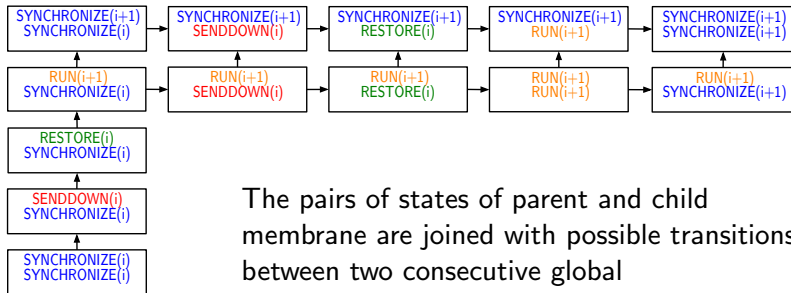 SYNCHRONIZE(i+1)
SYNCHRONIZE(i)
SYNCHRONIZE(i+1)
SENDDOWN(i)
SYNCHRONIZE(i+1)
RESTORE(i)
SYNCHRONIZE(i+1)
RUN(i+1)
SYNCHRONIZE(i+1)
SYNCHRONIZE(i+1)
RUN(i+1)
SYNCHRONIZE(i)
RUN(i+1)
SENDDOWN(i)
RUN(i+1)
RESTORE(i)
RUN(i+1)
RUN(i+1)
RUN(i+1)
SYNCHRONIZE(i+1)
RESTORE(i)
SYNCHRONIZE(i)
SENDDOWN(i)
SYNCHRONIZE(i)
SYNCHRONIZE(i)
SYNCHRONIZE(i)
The pairs of states of parent and child
membrane are joined with possible transitions
between two consecutive global